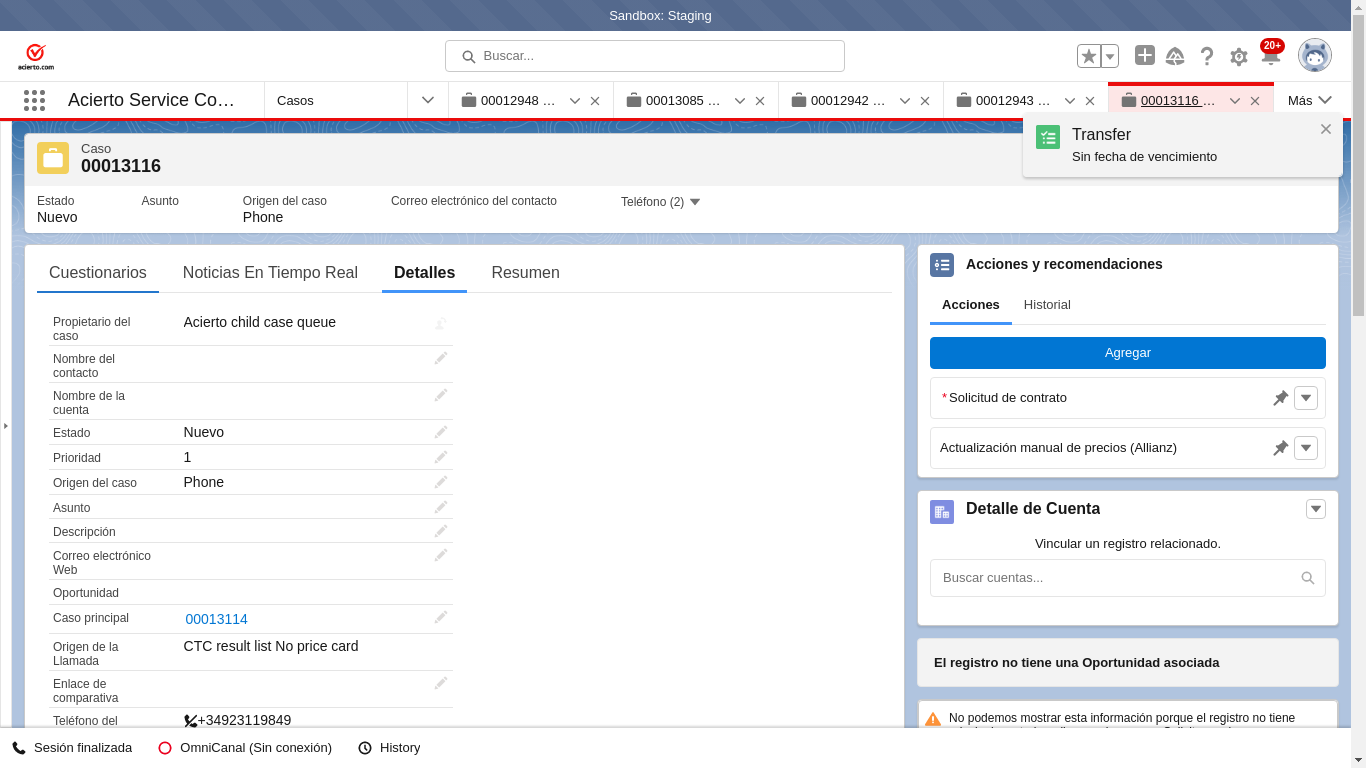 Sandbox: Staging
acierto.com
Buscar...
20+
Acierto Service Co…
Casos
00012948 …
00013085 …
00012942 …
00012943 …
00013116 …
Más
Transfer
Sin fecha de vencimiento
Caso
00013116
Estado
Nuevo
Asunto
Origen del caso
Phone
Correo electrónico del contacto
Teléfono (2)
Cuestionarios
Noticias En Tiempo Real
Detalles
Resumen
Propietario del caso
Acierto child case queue
Nombre del contacto
Nombre de la cuenta
Estado
Nuevo
Prioridad
1
Origen del caso
Phone
Asunto
Descripción
Correo electrónico Web
Oportunidad
Caso principal
00013114
Origen de la Llamada
CTC result list No price card
Enlace de comparativa
Teléfono del
+34923119849
Acciones y recomendaciones
Acciones
Historial
Agregar
*Solicitud de contrato
Actualización manual de precios (Allianz)
Detalle de Cuenta
Vincular un registro relacionado.
Buscar cuentas...
El registro no tiene una Oportunidad asociada
No podemos mostrar esta información porque el registro no tiene
Sesión finalizada
OmniCanal (Sin conexión)
History